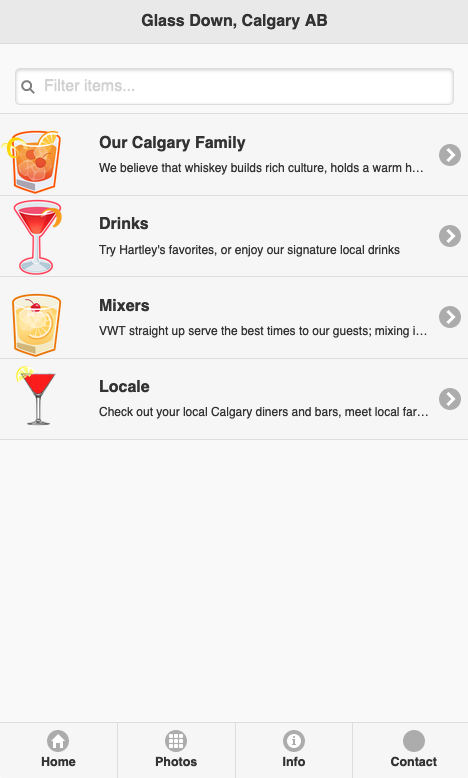 Glass Down, Calgary AB
Filter items...
Our Calgary Family
We believe that whiskey builds rich culture, holds a warm h...
Drinks
Try Hartley's favorites, or enjoy our signature local drinks
Mixers
VWT straight up serve the best times to our guests; mixing i...
Locale
Check out your local Calgary diners and bars, meet local far...
Home Photos Info Contact